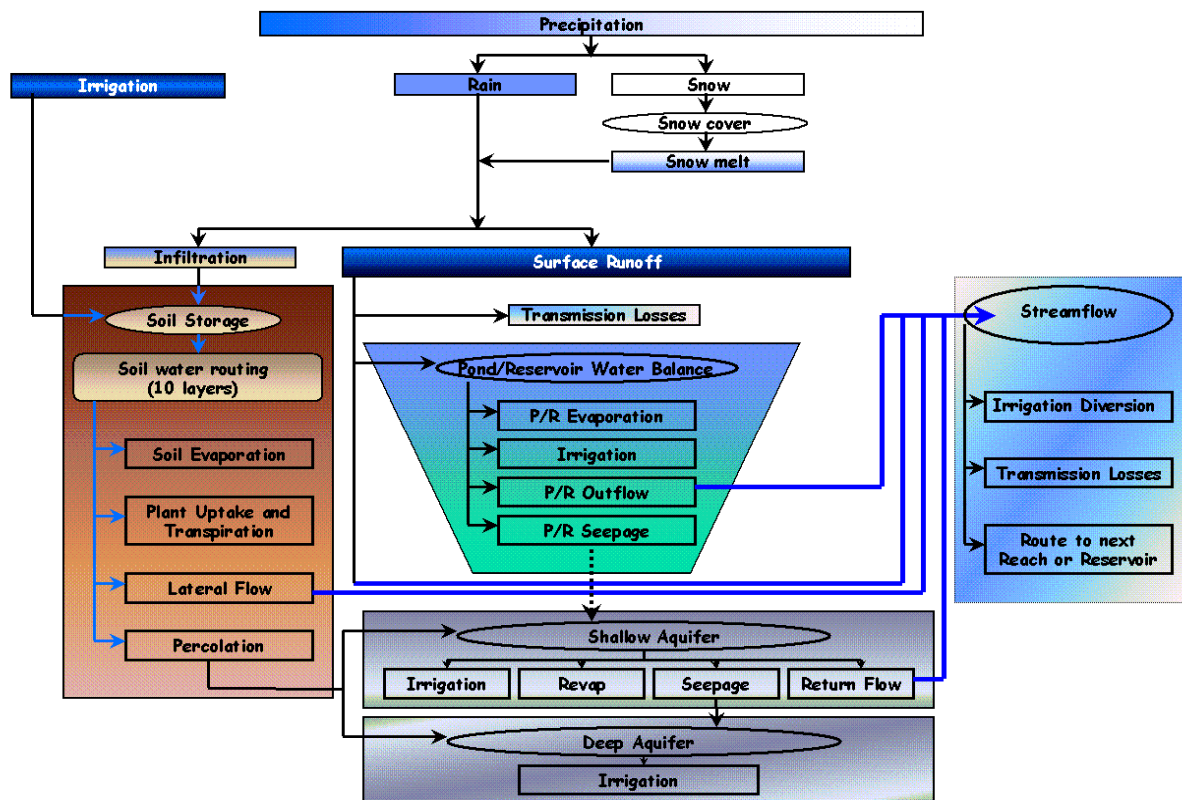 Precipitation
Irrigation
Rain
Snow
Snow cover
Snow melt
Infiltration
Surface Runoff
Soil Storage
Transmission Losses
Streamflow
Soil water routing
(10 layers)
Pond/Reservoir Water Balance
P/R Evaporation
Irrigation Diversion
Soil Evaporation
Irrigation
Transmission Losses
P/R Outflow
Plant Uptake and
Transpiration
P/R Seepage
Route to next
Reach or Reservoir
Lateral Flow
Percolation
Shallow Aquifer
Irrigation
Revap
Seepage
Return Flow
Deep Aquifer
Irrigation